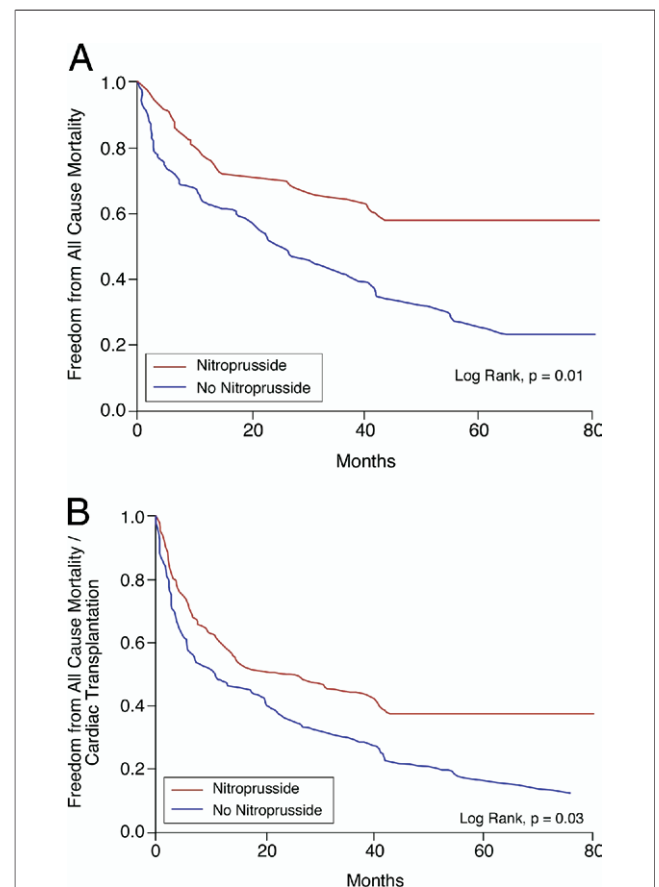 A
Freedom from All Cause Mortality
1.0
0.8
0.6
0.4
0.2
0.0
Nitroprusside
No Nitroprusside
Log Rank, p = 0.01
0 20 40 60 80
Months
B
Freedom from All Cause Mortality /
Cardiac Transplantation
1.0
0.8
0.6
0.4
0.2
0.0
Nitroprusside
No Nitroprusside
Log Rank, p = 0.03
0 20 40 60 80
Months